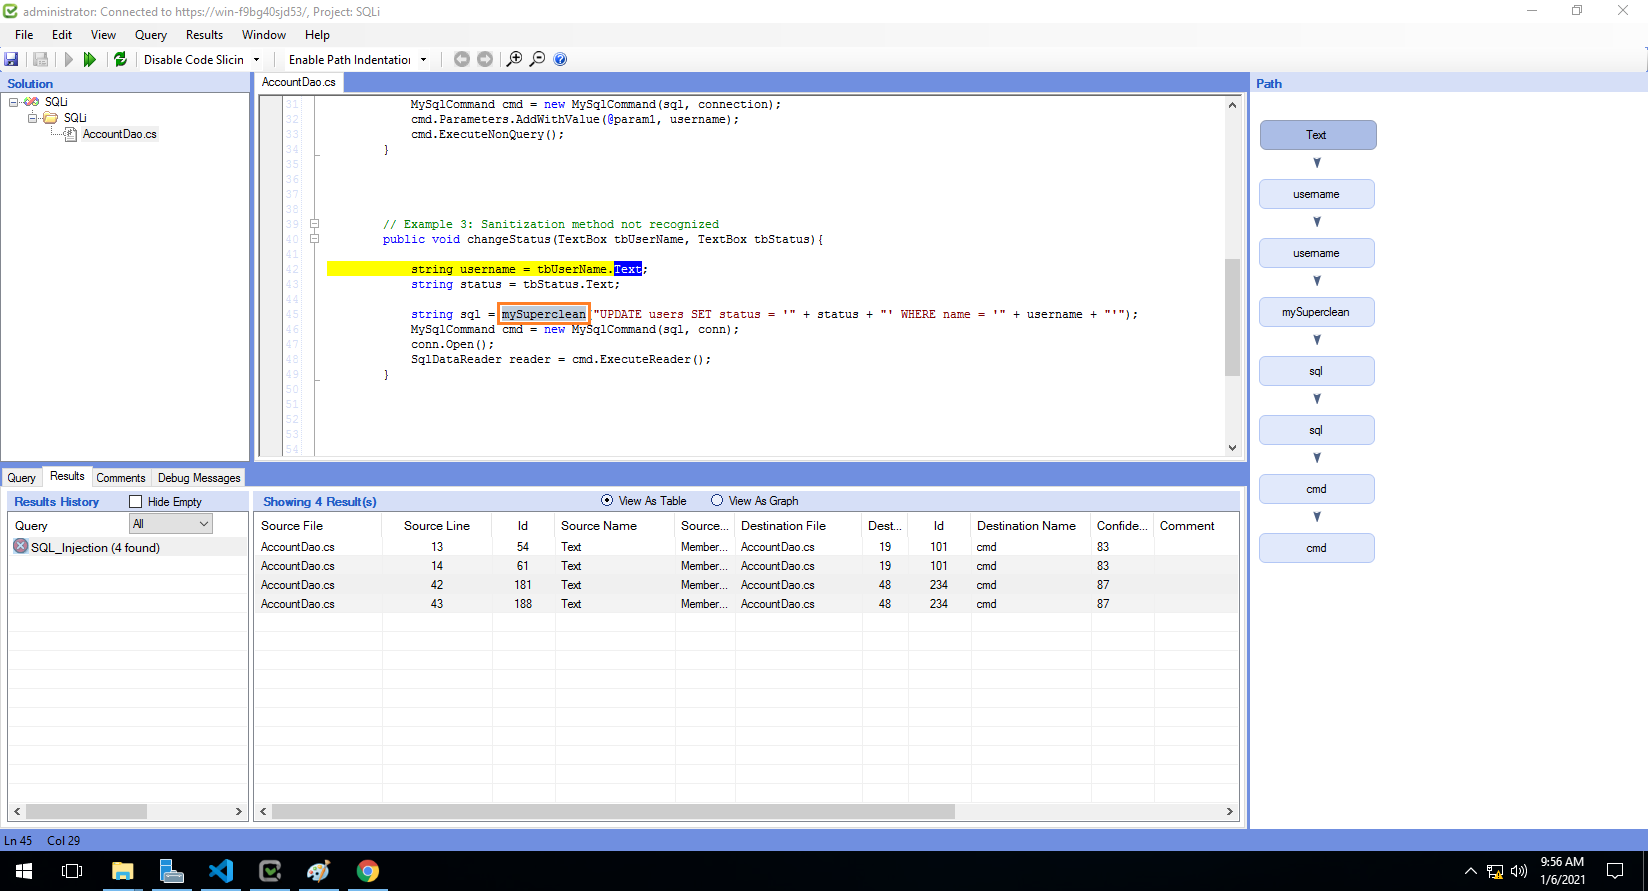 administrator: Connected to https://win-f9bg40sjd53/, Project: SQLi
File Edit View Query Results Window Help
Disable Code Slicin Enable Path Indentation
Solution
SQLi
SQLi
AccountDao.cs
AccountDao.cs
31 MySqlCommand cmd = new MySqlCommand(sql, connection);
32 cmd.Parameters.AddWithValue(@param1, username);
33 cmd.ExecuteNonQuery();
34 }
35
36
37
38
39 // Example 3: Sanitization method not recognized
40 public void changeStatus(TextBox tbUserName, TextBox tbStatus){
41
42 string username = tbUserName.Text;
43 string status = tbStatus.Text;
44
45 string sql = mySuperclean("UPDATE users SET status = '" + status + "' WHERE name = '" + username + "'");
46 MySqlCommand cmd = new MySqlCommand(sql, conn);
47 conn.Open();
48 SqlDataReader reader = cmd.ExecuteReader();
49 }
50
51
52
53
54
Path
Text
username
username
mySuperclean
sql
sql
cmd
cmd
Query Results Comments Debug Messages
Results History Hide Empty
Query All
SQL_Injection (4 found)
Showing 4 Result(s) View As Table View As Graph
Source File Source Line Id Source Name Source... Destination File Dest... Id Destination Name Confide... Comment
AccountDao.cs 13 54 Text Member... AccountDao.cs 19 101 cmd 83
AccountDao.cs 14 61 Text Member... AccountDao.cs 19 101 cmd 83
AccountDao.cs 42 181 Text Member... AccountDao.cs 48 234 cmd 87
AccountDao.cs 43 188 Text Member... AccountDao.cs 48 234 cmd 87
Ln 45 Col 29
9:56 AM
1/6/2021